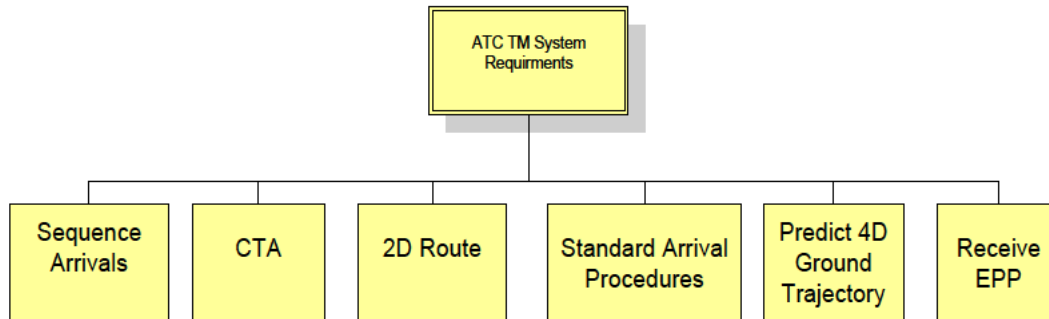 ATC TM System
Requirments
Sequence
Arrivals
CTA
2D Route
Standard Arrival
Procedures
Predict 4D
Ground
Trajectory
Receive
EPP